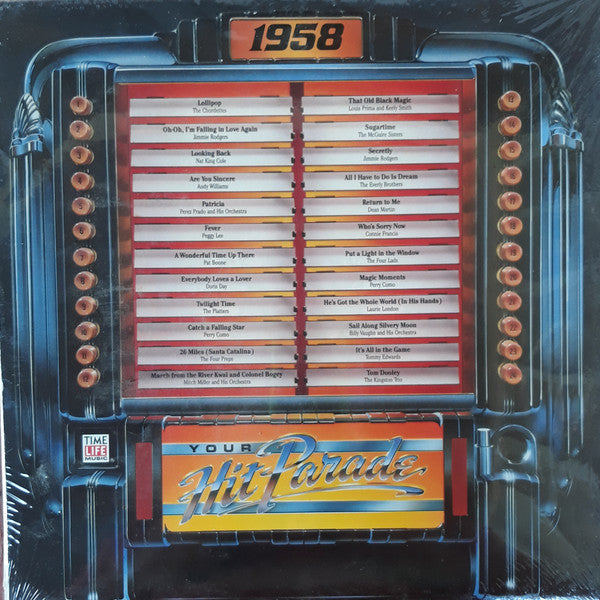 1958
Lollipop
The Chordettes
Oh-Oh, I'm Falling in Love Again
Jimmie Rodgers
Looking Back
Nat King Cole
Are You Sincere
Andy Williams
Patricia
Perez Prado and His Orchestra
Fever
Peggy Lee
A Wonderful Time Up There
Pat Boone
Everybody Loves a Lover
Doris Day
Twilight Time
The Platters
Catch a Falling Star
Perry Como
26 Miles (Santa Catalina)
The Four Preps
March from the River Kwai and Colonel Bogey
Mitch Miller and His Orchestra
That Old Black Magic
Louis Prima and Keely Smith
Sugartime
The McGuire Sisters
Secretly
Jimmie Rodgers
All I Have to Do Is Dream
The Everly Brothers
Return to Me
Dean Martin
Who's Sorry Now
Connie Francis
Put a Light in the Window
The Four Lads
Magic Moments
Perry Como
He's Got the Whole World (In His Hands)
Laurie London
Sail Along Silvery Moon
Billy Vaughn and His Orchestra
It's All in the Game
Tommy Edwards
Tom Dooley
The Kingston Trio
TIME
LIFE
MUSIC
YOUR
Hit Parade